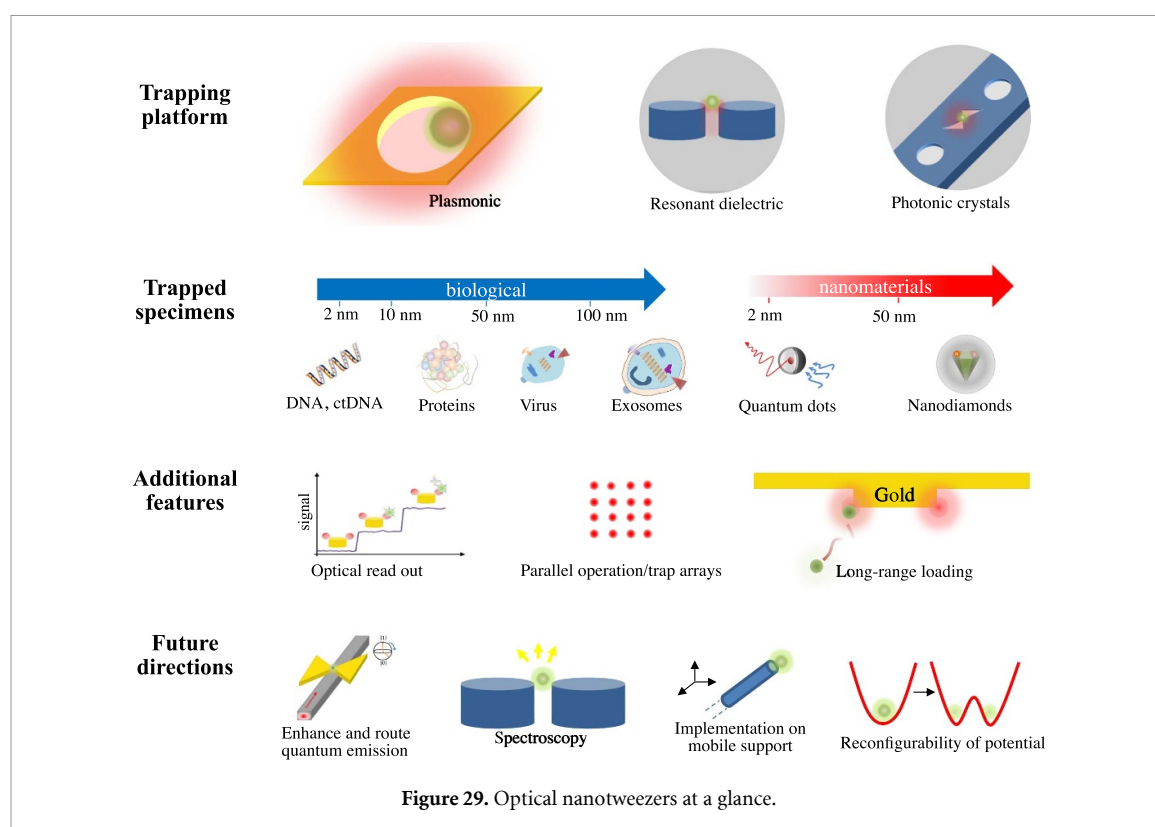 Trapping
platform
Plasmonic
Resonant dielectric
Photonic crystals
Trapped
specimens
biological
nanomaterials
2 nm
10 nm
50 nm
100 nm
2 nm
50 nm
DNA, ctDNA
Proteins
Virus
Exosomes
Quantum dots
Nanodiamonds
Additional
features
signal
Gold
Optical read out
Parallel operation/trap arrays
Long-range loading
Future
directions
Enhance and route
quantum emission
Spectroscopy
Implementation on
mobile support
Reconfigurability of potential
Figure 29. Optical nanotweezers at a glance.